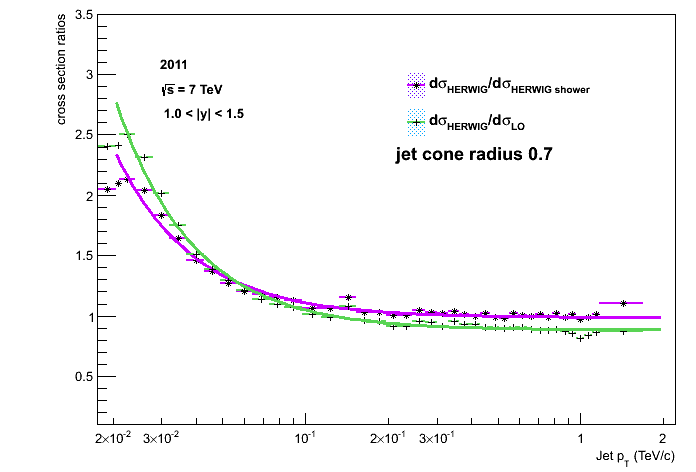 cross section ratios
3.5
3
2.5
2
1.5
1
0.5
2011
√s = 7 TeV
1.0 < |y| < 1.5
dσHERWIG/dσHERWIG shower
dσHERWIG/dσLO
jet cone radius 0.7
2×10⁻² 3×10⁻² 10⁻¹ 2×10⁻¹ 3×10⁻¹ 1 2
Jet pT (TeV/c)